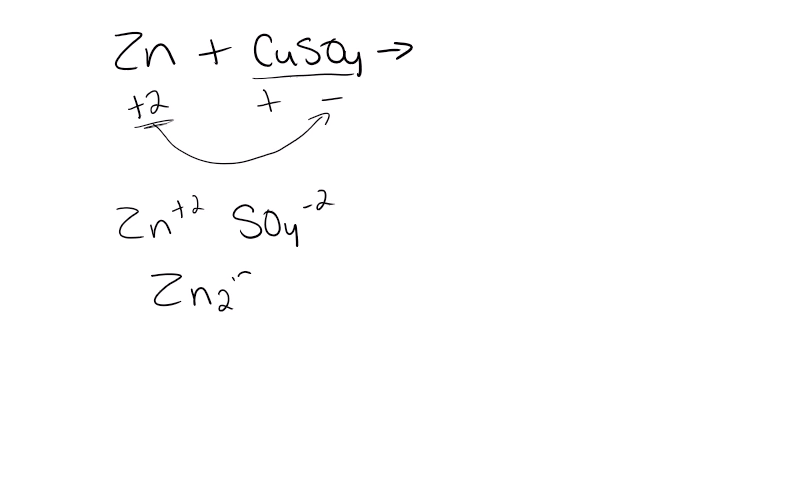 Zn + CuSO4 →
+2 + −
Zn+2 SO4-2
Zn2